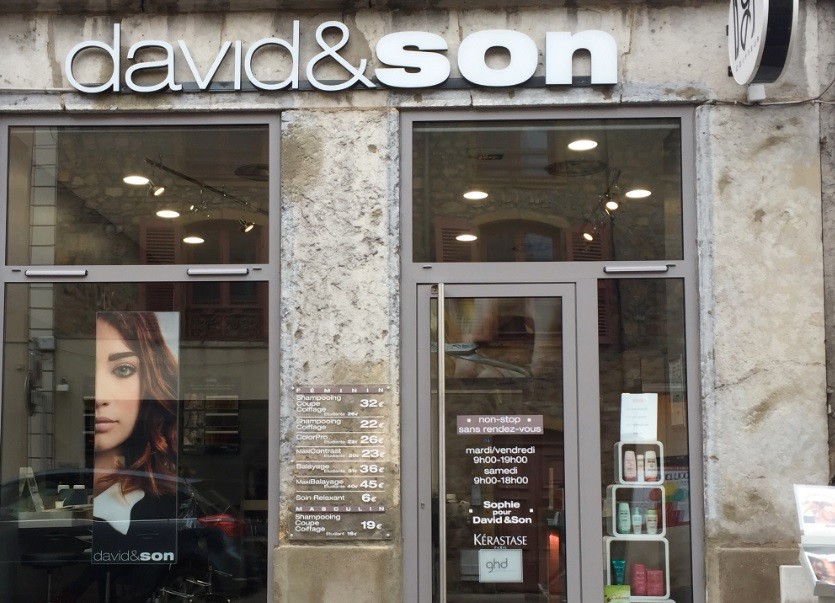 david&son
FÉMININ
Shampooing
Coupe
Coiffage 32€
Shampooing
Coiffage 22€
ColorPro 26€
MaxiContrast 23€
Balayage 36€
MaxiBalayage 45€
Soin Relaxant 6€
MASCULIN
Shampooing
Coupe
Coiffage 19€
non-stop
sans rendez-vous
mardi/vendredi
9h00-19h00
samedi
9h00-18h00
Sophie
pour
David &Son
KÉRASTASE
PARIS
ghd
david&son